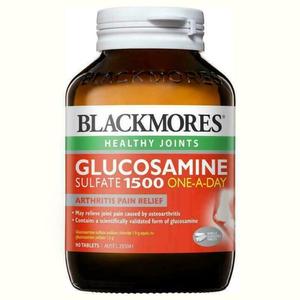 BLACKMORES®
HEALTHY JOINTS
GLUCOSAMINE
SULFATE 1500 ONE-A-DAY
ARTHRITIS PAIN RELIEF
• May relieve joint pain caused by osteoarthritis
• Contains a scientifically validated form of glucosamine
90 TABLETS